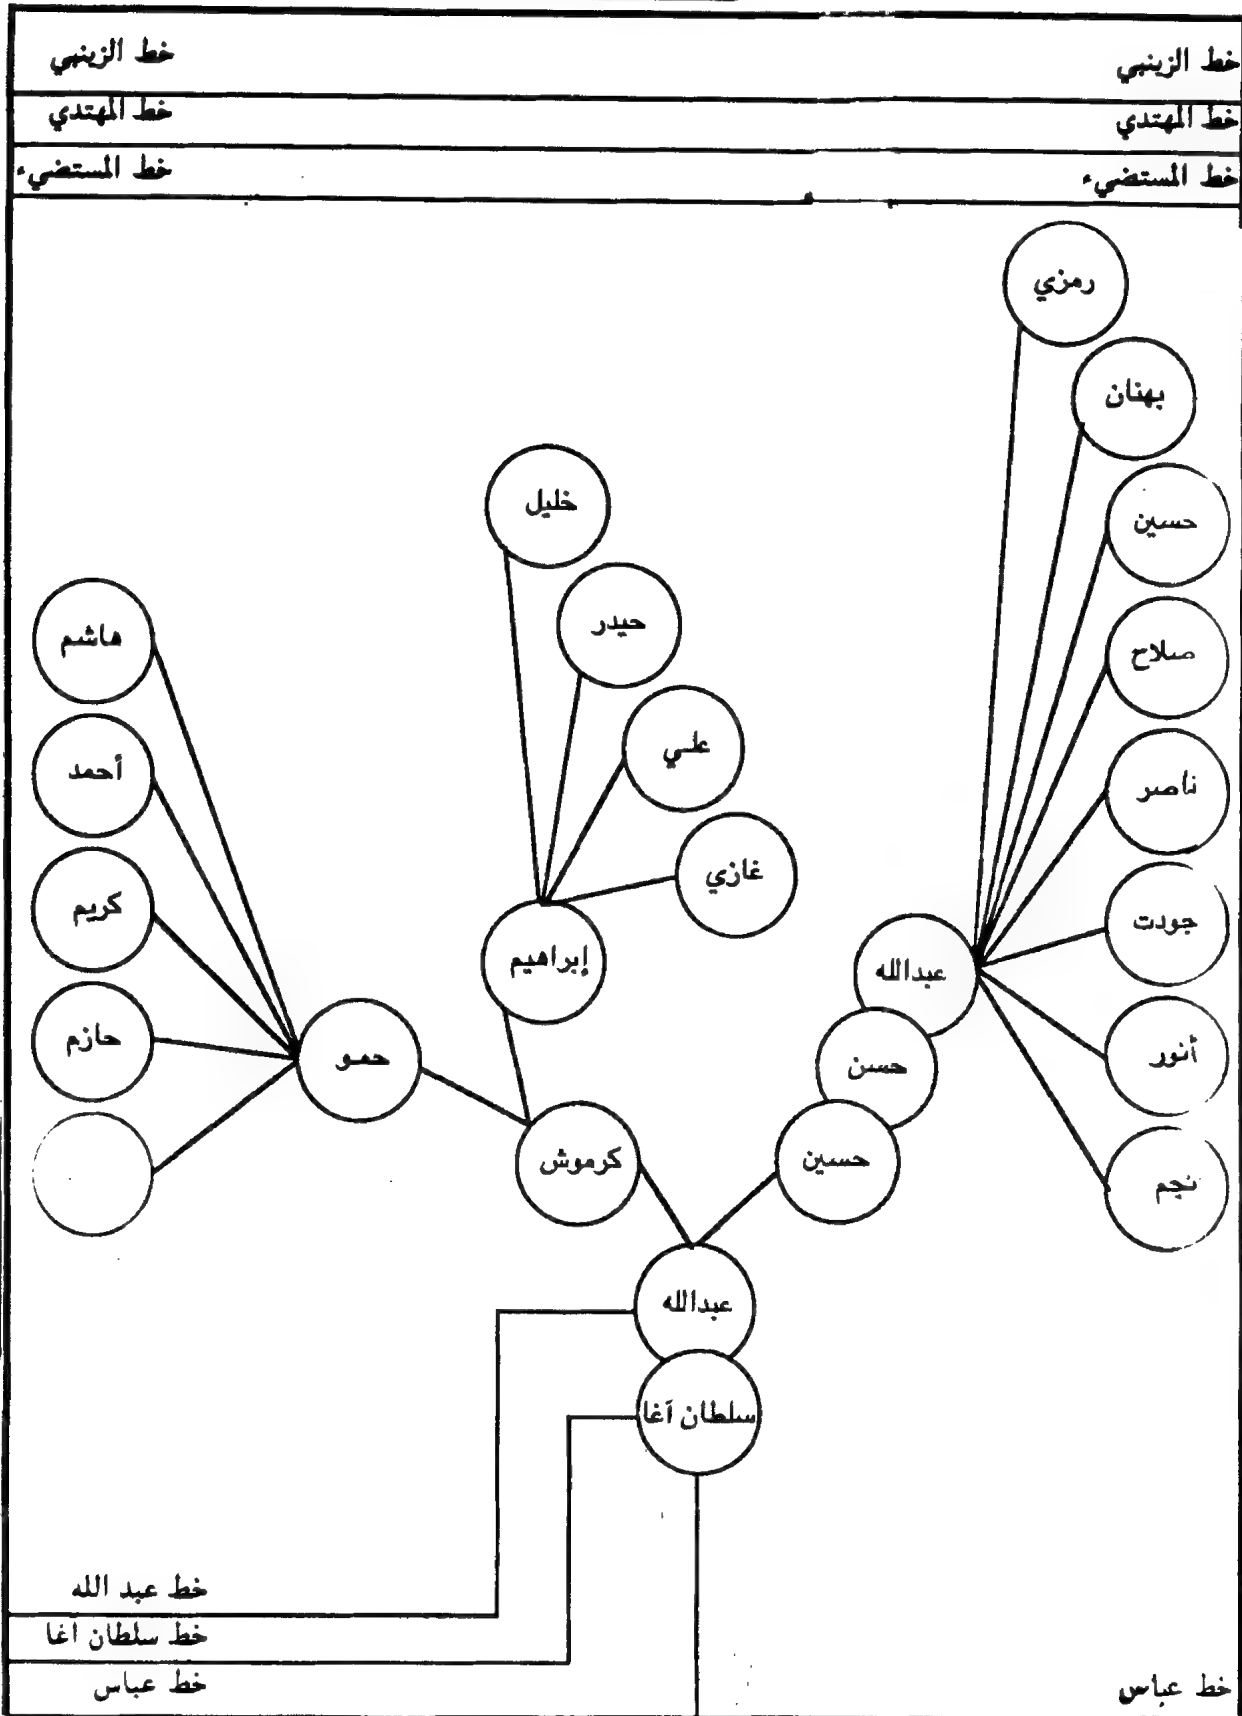 خط الزينبي خط الزينبي
خط المهتدي خط المهتدي
خط المستضيء خط المستضيء
رمزي
بهنان
خليل
حسين
حيدر
هاشم
صلاح
علي
أحمد
ناصر
غازي
كريم
جودت
إبراهيم
عبدالله
حازم
حمو
حسن
أنور
كرموش
حسين
نجم
عبدالله
سلطان آغا
خط عبد الله
خط سلطان آغا
خط عباس خط عباس